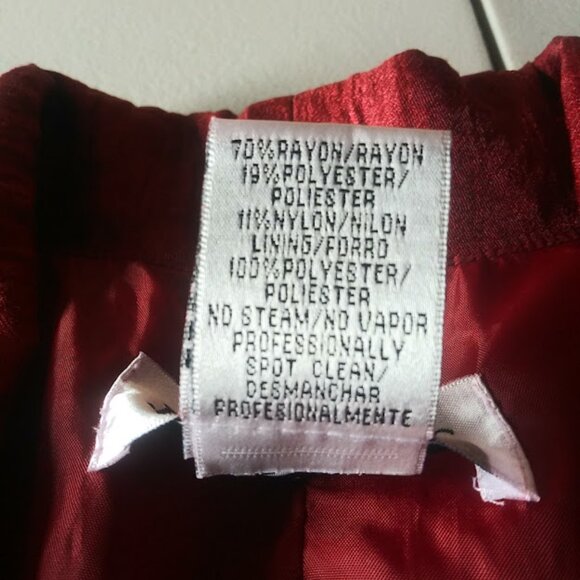 70%RAYON/RAYON
19%POLYESTER/
POLIESTER
11%NYLON/NILON
LINING/FORRO
100%POLYESTER/
POLIESTER
NO STEAM/NO VAPOR
PROFESSIONALLY
SPOT CLEAN/
DESMANCHAR
PROFESIONALMENTE